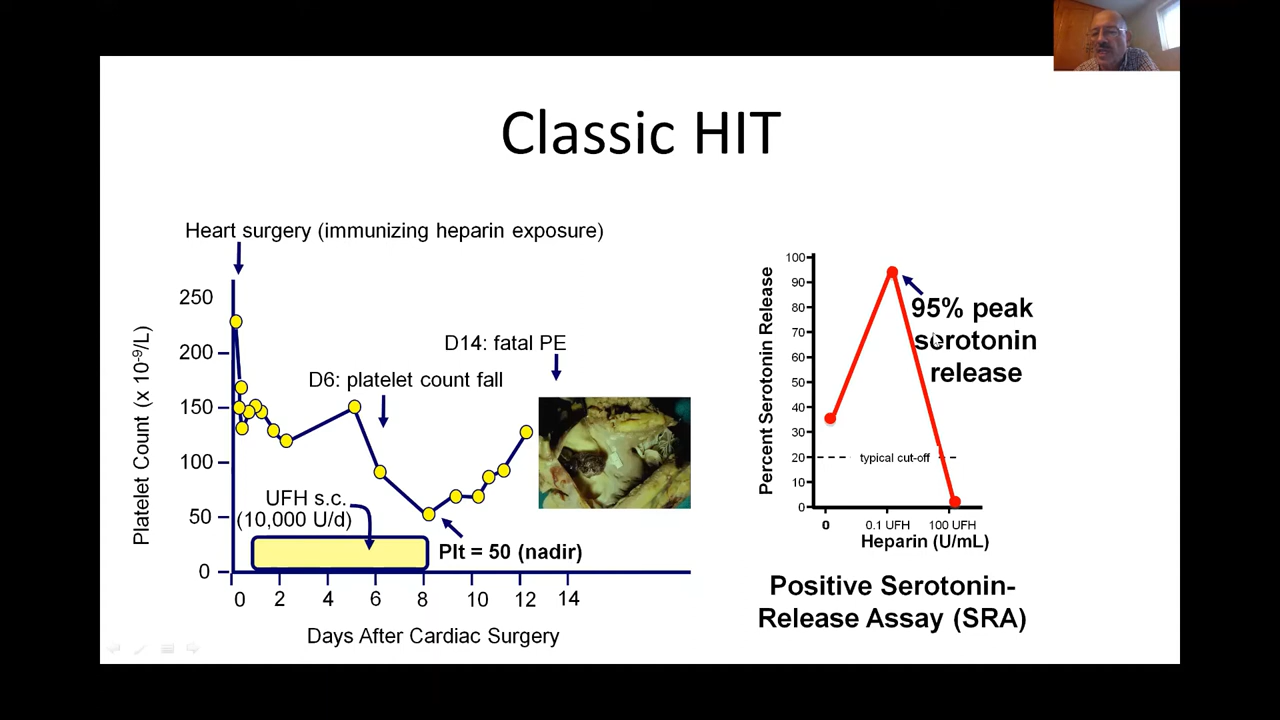 Classic HIT
Heart surgery (immunizing heparin exposure)
Platelet Count (x 10-9/L)
250
200
150
100
50
0
D14: fatal PE
D6: platelet count fall
UFH s.c.
(10,000 U/d)
Plt = 50 (nadir)
0 2 4 6 8 10 12 14
Days After Cardiac Surgery
Percent Serotonin Release
100
90
80
70
60
50
40
30
20
10
0
95% peak
serotonin
release
typical cut-off
0 0.1 UFH 100 UFH
Heparin (U/mL)
Positive Serotonin-
Release Assay (SRA)